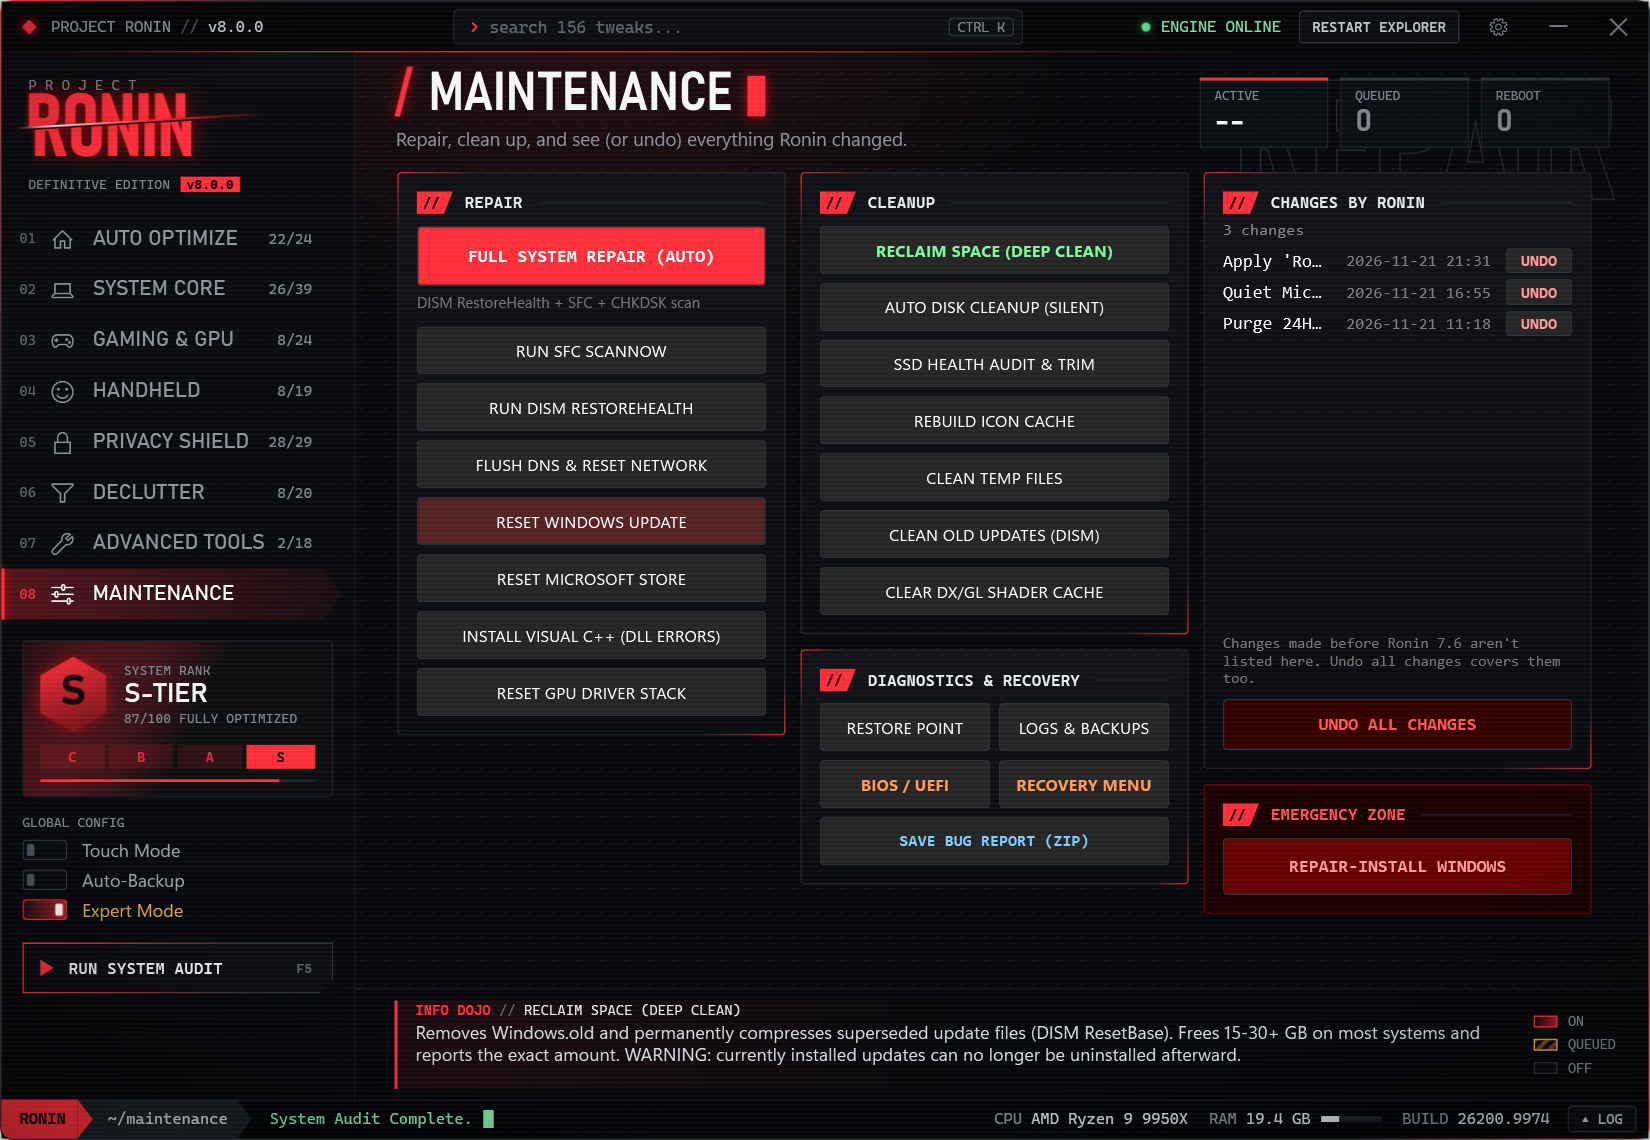 PROJECT RONIN // v8.0.0
search 156 tweaks...
CTRL K
ENGINE ONLINE
RESTART EXPLORER
PROJECT
RONIN
DEFINITIVE EDITION v8.0.0
01 AUTO OPTIMIZE 22/24
02 SYSTEM CORE 26/39
03 GAMING & GPU 8/24
04 HANDHELD 8/19
05 PRIVACY SHIELD 28/29
06 DECLUTTER 8/20
07 ADVANCED TOOLS 2/18
08 MAINTENANCE
S
SYSTEM RANK
S-TIER
87/100 FULLY OPTIMIZED
C B A S
GLOBAL CONFIG
Touch Mode
Auto-Backup
Expert Mode
RUN SYSTEM AUDIT F5
/ MAINTENANCE
Repair, clean up, and see (or undo) everything Ronin changed.
ACTIVE
--
QUEUED
0
REBOOT
0
REPAIR
// REPAIR
FULL SYSTEM REPAIR (AUTO)
DISM RestoreHealth + SFC + CHKDSK scan
RUN SFC SCANNOW
RUN DISM RESTOREHEALTH
FLUSH DNS & RESET NETWORK
RESET WINDOWS UPDATE
RESET MICROSOFT STORE
INSTALL VISUAL C++ (DLL ERRORS)
RESET GPU DRIVER STACK
// CLEANUP
RECLAIM SPACE (DEEP CLEAN)
AUTO DISK CLEANUP (SILENT)
SSD HEALTH AUDIT & TRIM
REBUILD ICON CACHE
CLEAN TEMP FILES
CLEAN OLD UPDATES (DISM)
CLEAR DX/GL SHADER CACHE
// DIAGNOSTICS & RECOVERY
RESTORE POINT
LOGS & BACKUPS
BIOS / UEFI
RECOVERY MENU
SAVE BUG REPORT (ZIP)
// CHANGES BY RONIN
3 changes
Apply 'Ro… 2026-11-21 21:31 UNDO
Quiet Mic… 2026-11-21 16:55 UNDO
Purge 24H… 2026-11-21 11:18 UNDO
Changes made before Ronin 7.6 aren't
listed here. Undo all changes covers them
too.
UNDO ALL CHANGES
// EMERGENCY ZONE
REPAIR-INSTALL WINDOWS
INFO DOJO // RECLAIM SPACE (DEEP CLEAN)
Removes Windows.old and permanently compresses superseded update files (DISM ResetBase). Frees 15-30+ GB on most systems and
reports the exact amount. WARNING: currently installed updates can no longer be uninstalled afterward.
ON
QUEUED
OFF
RONIN ~/maintenance System Audit Complete.
CPU AMD Ryzen 9 9950X RAM 19.4 GB BUILD 26200.9974 LOG